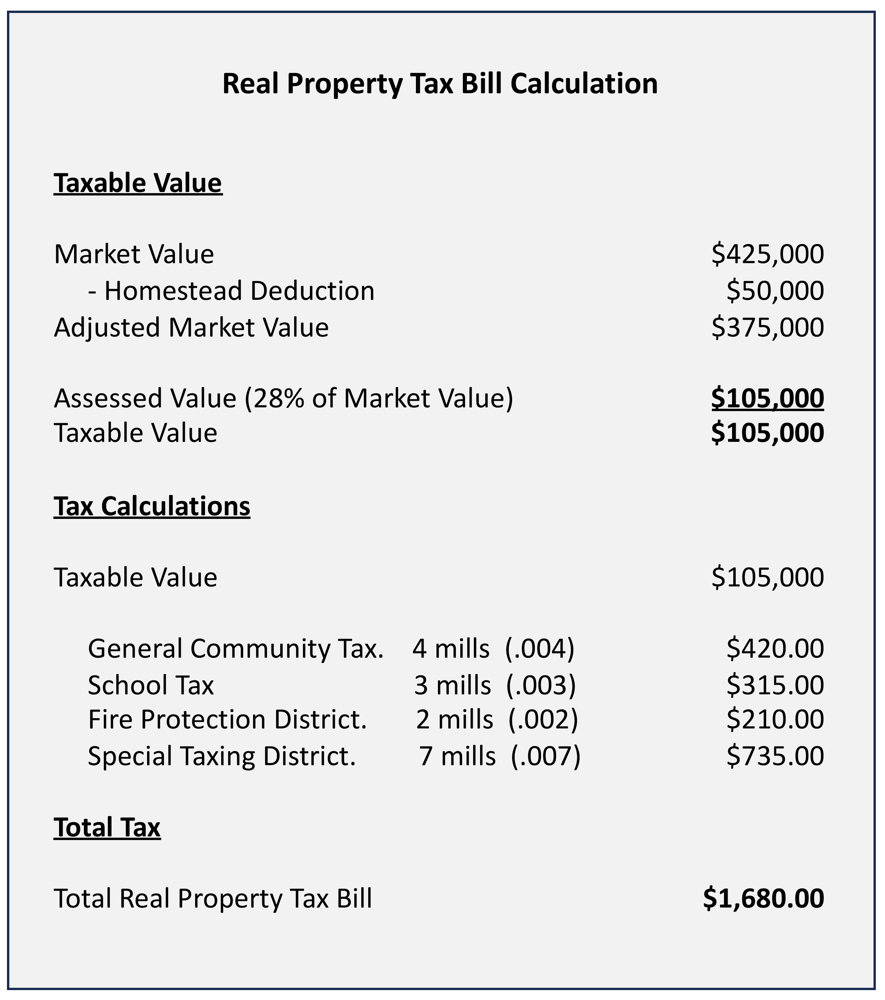 Real Property Tax Bill Calculation
Taxable Value
Market Value $425,000
- Homestead Deduction $50,000
Adjusted Market Value $375,000
Assessed Value (28% of Market Value) $105,000
Taxable Value $105,000
Tax Calculations
Taxable Value $105,000
General Community Tax. 4 mills (.004) $420.00
School Tax 3 mills (.003) $315.00
Fire Protection District. 2 mills (.002) $210.00
Special Taxing District. 7 mills (.007) $735.00
Total Tax
Total Real Property Tax Bill $1,680.00